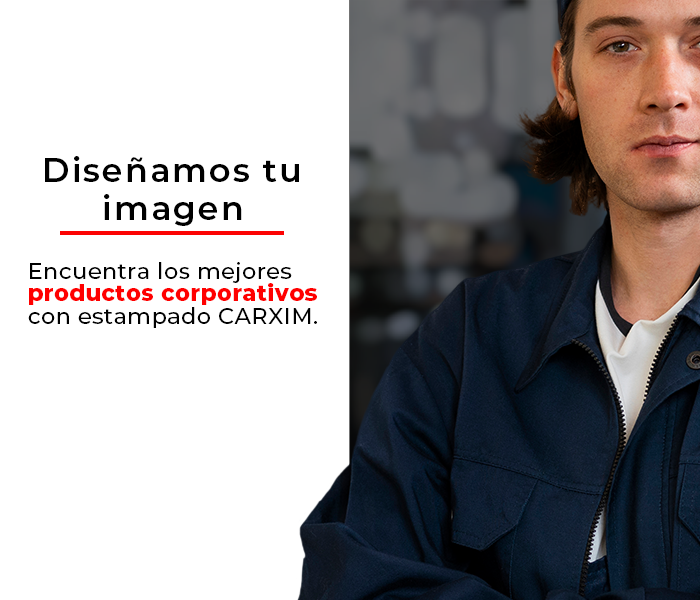 Diseñamos tu
imagen
Encuentra los mejores
productos corporativos
con estampado CARXIM.